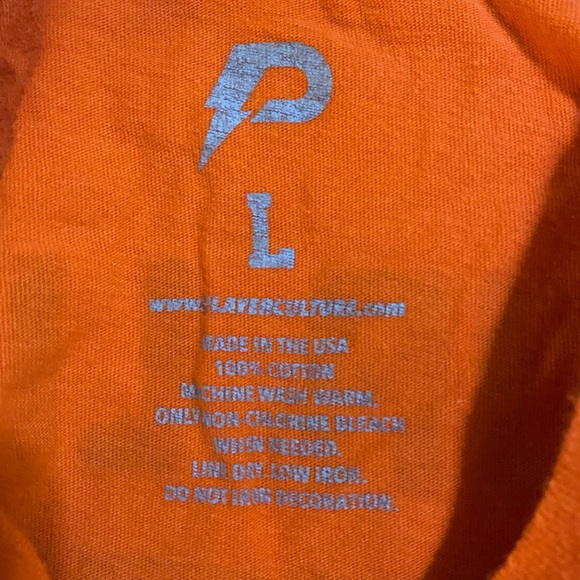 P
L
www.PLAYERCULTURE.com
MADE IN THE USA
100% COTTON
MACHINE WASH WARM.
ONLY NON-CHLORINE BLEACH
WHEN NEEDED.
LINE DRY. LOW IRON.
DO NOT IRON DECORATION.